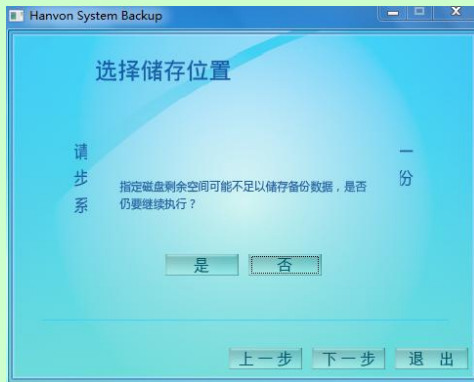 Hanvon System Backup
选择储存位置
请
一
步
份
系
指定磁盘剩余空间可能不足以储存备份数据，是否
仍要继续执行？
是
否
上一步
下一步
退 出